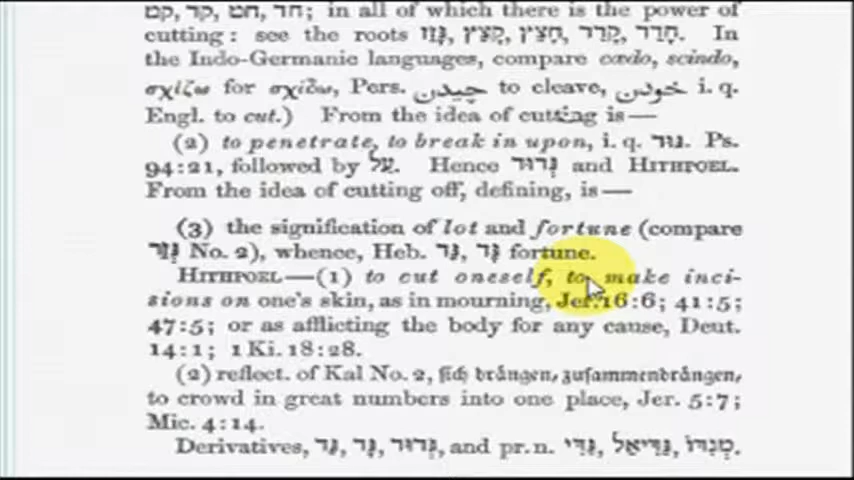 חד, חט, קד, קט; in all of which there is the power of
cutting: see the roots חָדַר, קָדַר, חָצַץ, קָצַץ, גָּזַז. In
the Indo-Germanic languages, compare cædo, scindo,
σχίζω for σχίδω, Pers. to cleave, i. q.
Engl. to cut.) From the idea of cutting is—
(2) to penetrate, to break in upon, i. q. גּוּד. Ps.
94:21, followed by עַל. Hence גְּדוּד and HITHPOEL.
From the idea of cutting off, defining, is—
(3) the signification of lot and fortune (compare
גָּזַר No. 2), whence, Heb. גַּד, גָּד fortune.
HITHPOEL—(1) to cut oneself, to make inci-
sions on one's skin, as in mourning, Jer. 16:6; 41:5;
47:5; or as afflicting the body for any cause, Deut.
14:1; 1 Ki. 18:28.
(2) reflect. of Kal No. 2, sich drängen, zusammendrängen,
to crowd in great numbers into one place, Jer. 5:7;
Mic. 4:14.
Derivatives, גַּד, גָּד, גְּדוּד, and pr.n. גַּדִּי, גַּדִּיאֵל, מְגִדּוֹ.